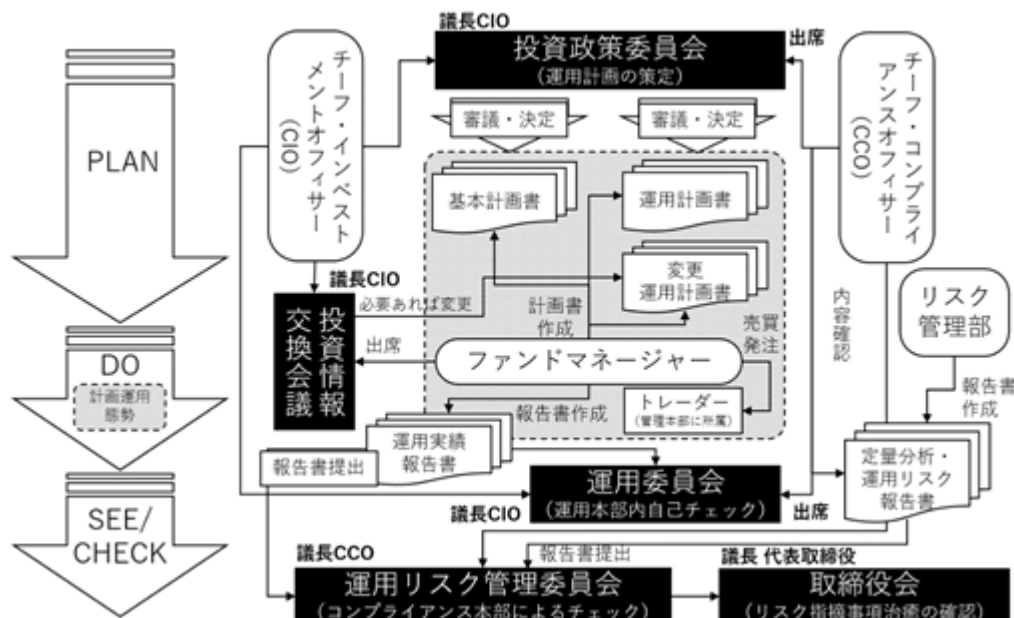 議長CIO
投資政策委員会
(運用計画の策定)
出席
チーフ・インベスト
メントオフィサー
(CIO)
チーフ・コンプライ
アンスオフィサー
(CCO)
PLAN
審議・決定
審議・決定
基本計画書
運用計画書
変更
運用計画書
議長CIO
投資情報
交換会議
必要あれば変更
計画書
作成
売買
発注
内容確認
リスク
管理部
DO
計画運用
態勢
出席
ファンドマネージャー
報告書作成
トレーダー
(管理本部に所属)
報告書
作成
運用実績
報告書
報告書提出
定量分析・
運用リスク
報告書
運用委員会
(運用本部内自己チェック)
議長CIO
出席
SEE/
CHECK
議長CCO
報告書提出
議長 代表取締役
運用リスク管理委員会
(コンプライアンス本部によるチェック)
取締役会
(リスク指摘事項治癒の確認)